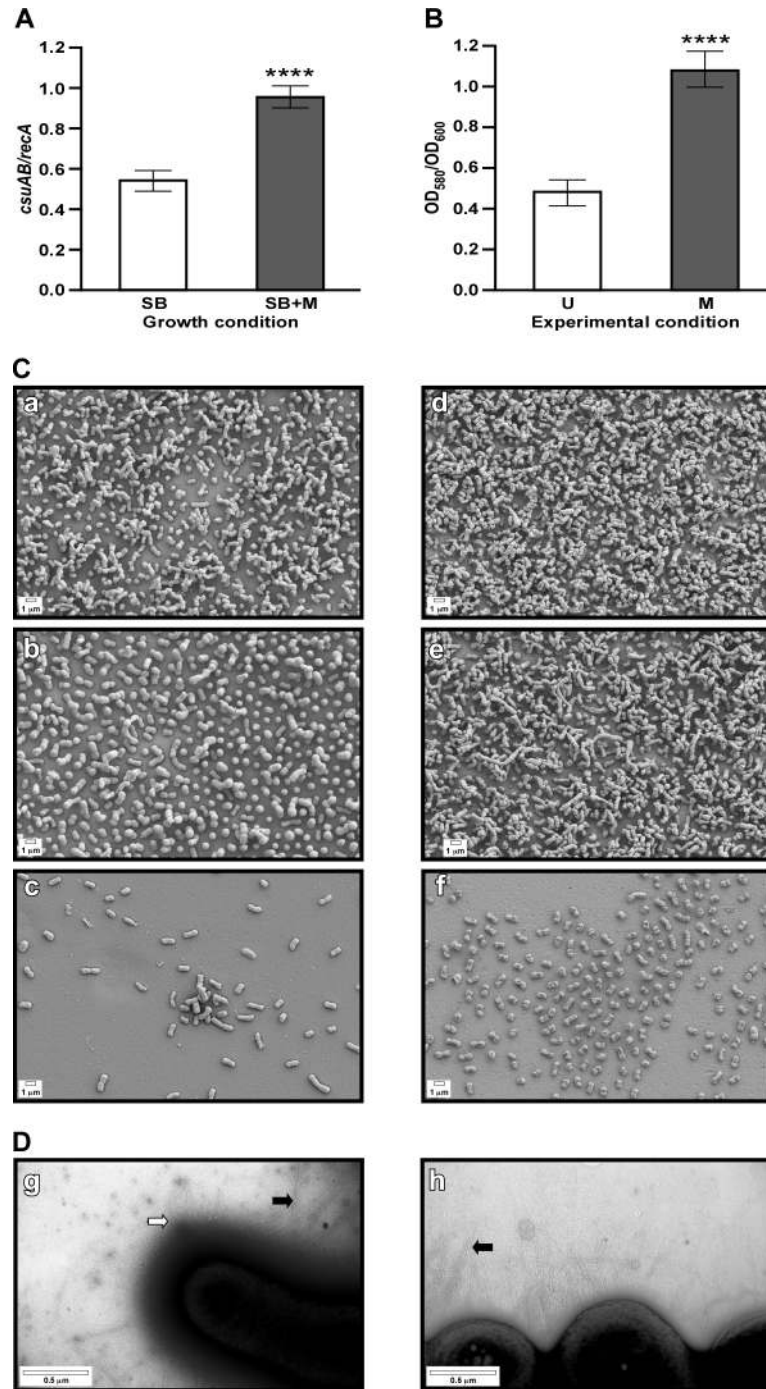 A
1.2
****
1.0
0.8
0.6
0.4
0.2
0.0
csuAB/recA
SB
SB+M
Growth condition
B
1.2
****
1.0
0.8
0.6
0.4
0.2
0.0
OD580/OD600
U
M
Experimental condition
C
a
1 μm
d
1 μm
b
1 μm
e
1 μm
c
1 μm
f
1 μm
D
g
0.5 μm
h
0.5 μm